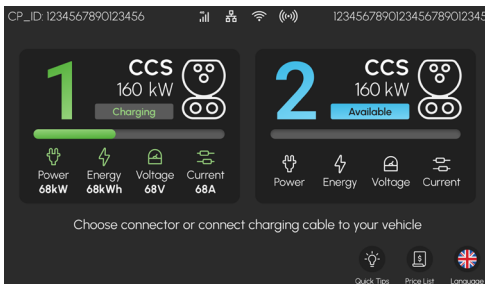 CP_ID: 1234567890123456
1234567890123456789012345
1
CCS
160 kW
Charging
Power
68kW
Energy
68kWh
Voltage
68V
Current
68A
2
CCS
160 kW
Available
Power
Energy
Voltage
Current
Choose connector or connect charging cable to your vehicle
Quick Tips
Price List
Language